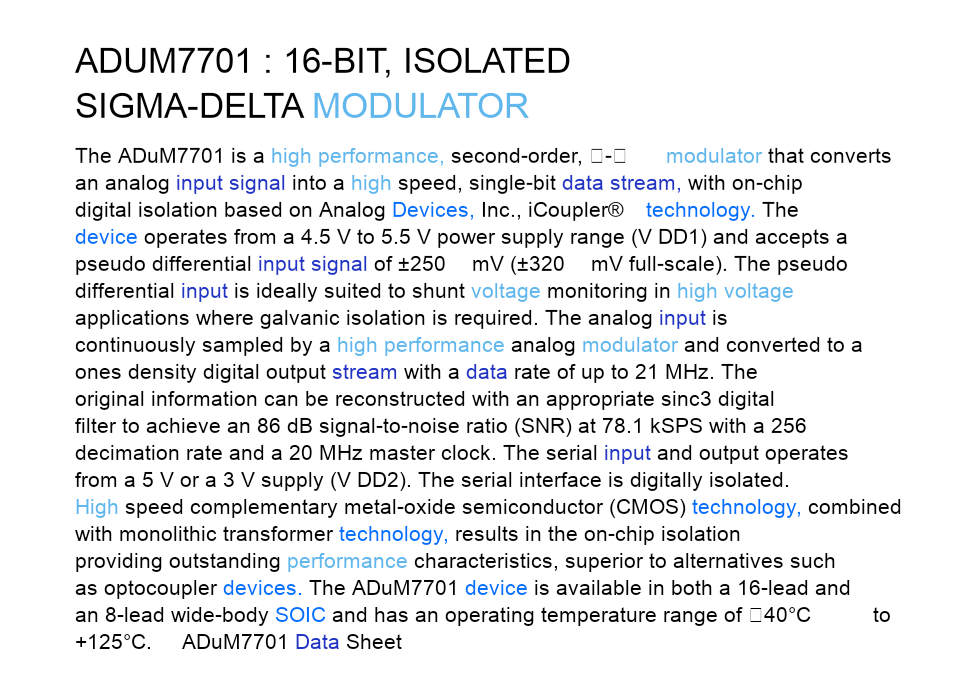 ADUM7701 : 16-BIT, ISOLATED
SIGMA-DELTA MODULATOR
The ADuM7701 is a high performance, second-order, □-□ modulator that converts
an analog input signal into a high speed, single-bit data stream, with on-chip
digital isolation based on Analog Devices, Inc., iCoupler® technology. The
device operates from a 4.5 V to 5.5 V power supply range (V DD1) and accepts a
pseudo differential input signal of ±250 mV (±320 mV full-scale). The pseudo
differential input is ideally suited to shunt voltage monitoring in high voltage
applications where galvanic isolation is required. The analog input is
continuously sampled by a high performance analog modulator and converted to a
ones density digital output stream with a data rate of up to 21 MHz. The
original information can be reconstructed with an appropriate sinc3 digital
filter to achieve an 86 dB signal-to-noise ratio (SNR) at 78.1 kSPS with a 256
decimation rate and a 20 MHz master clock. The serial input and output operates
from a 5 V or a 3 V supply (V DD2). The serial interface is digitally isolated.
High speed complementary metal-oxide semiconductor (CMOS) technology, combined
with monolithic transformer technology, results in the on-chip isolation
providing outstanding performance characteristics, superior to alternatives such
as optocoupler devices. The ADuM7701 device is available in both a 16-lead and
an 8-lead wide-body SOIC and has an operating temperature range of □40°C to
+125°C. ADuM7701 Data Sheet